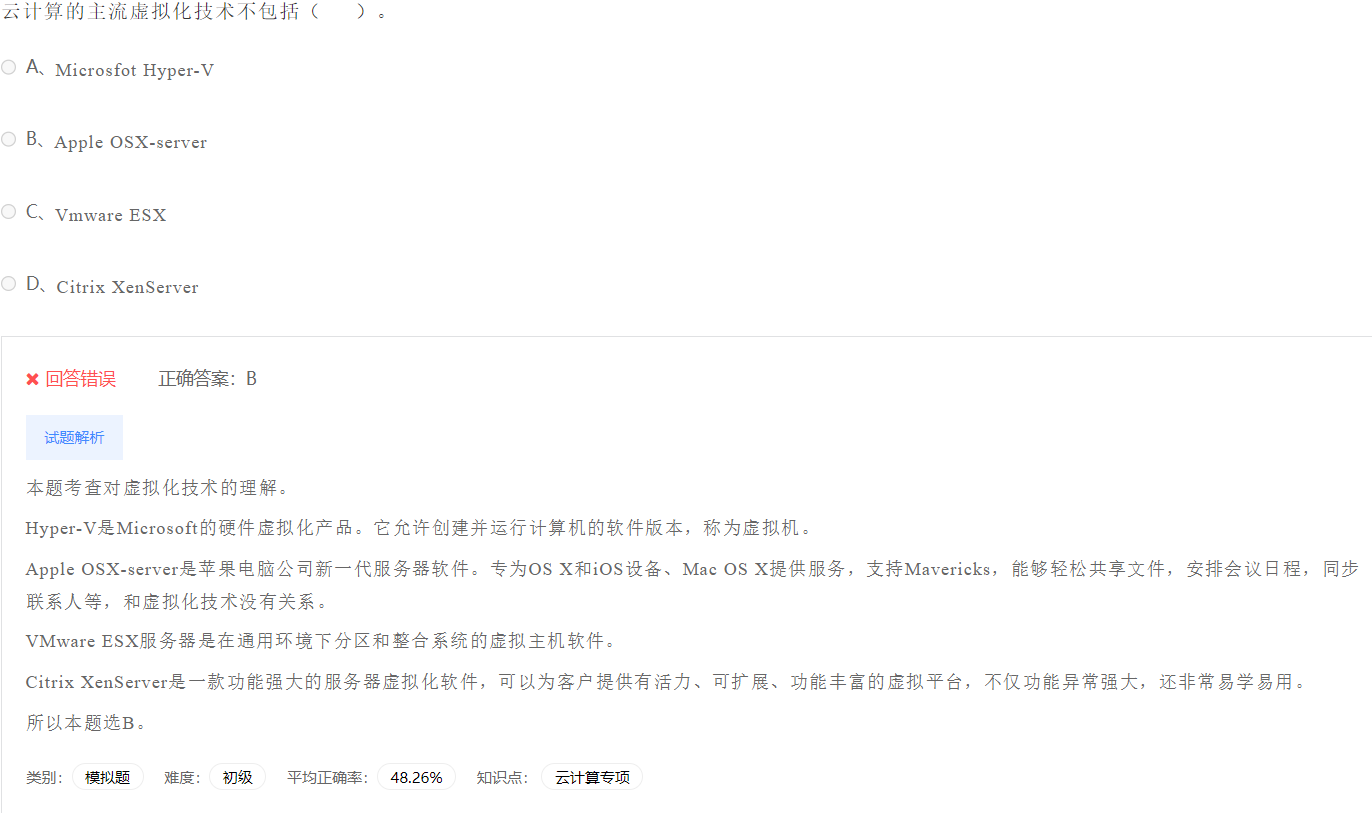 云计算的主流虚拟化技术不包括（　　）。
A、Microsfot Hyper-V
B、Apple OSX-server
C、Vmware ESX
D、Citrix XenServer
✖ 回答错误 正确答案：B
试题解析
本题考查对虚拟化技术的理解。
Hyper-V是Microsoft的硬件虚拟化产品。它允许创建并运行计算机的软件版本，称为虚拟机。
Apple OSX-server是苹果电脑公司新一代服务器软件。专为OS X和iOS设备、Mac OS X提供服务，支持Mavericks，能够轻松共享文件，安排会议日程，同步
联系人等，和虚拟化技术没有关系。
VMware ESX服务器是在通用环境下分区和整合系统的虚拟主机软件。
Citrix XenServer是一款功能强大的服务器虚拟化软件，可以为客户提供有活力、可扩展、功能丰富的虚拟平台，不仅功能异常强大，还非常易学易用。
所以本题选B。
类别： 模拟题 难度： 初级 平均正确率： 48.26% 知识点： 云计算专项